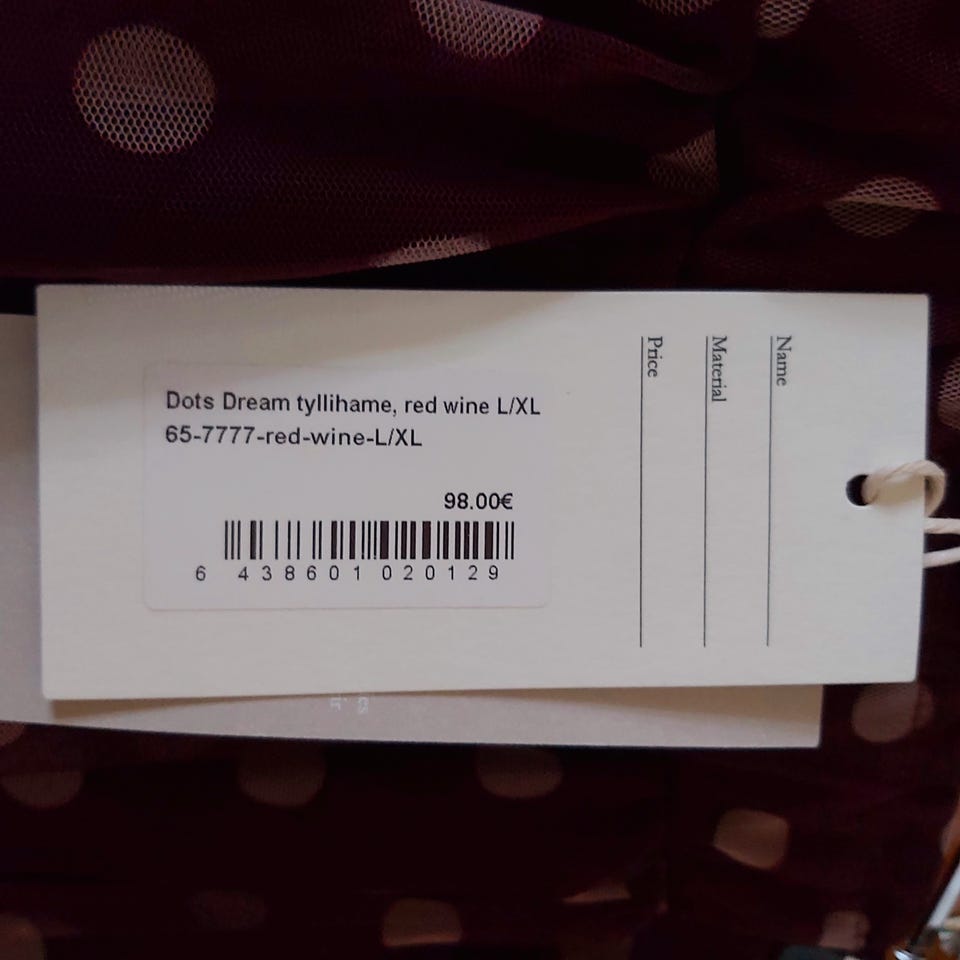 Dots Dream tyllihame, red wine L/XL
65-7777-red-wine-L/XL
98.00€
6 438601 020129
Name
Material
Price